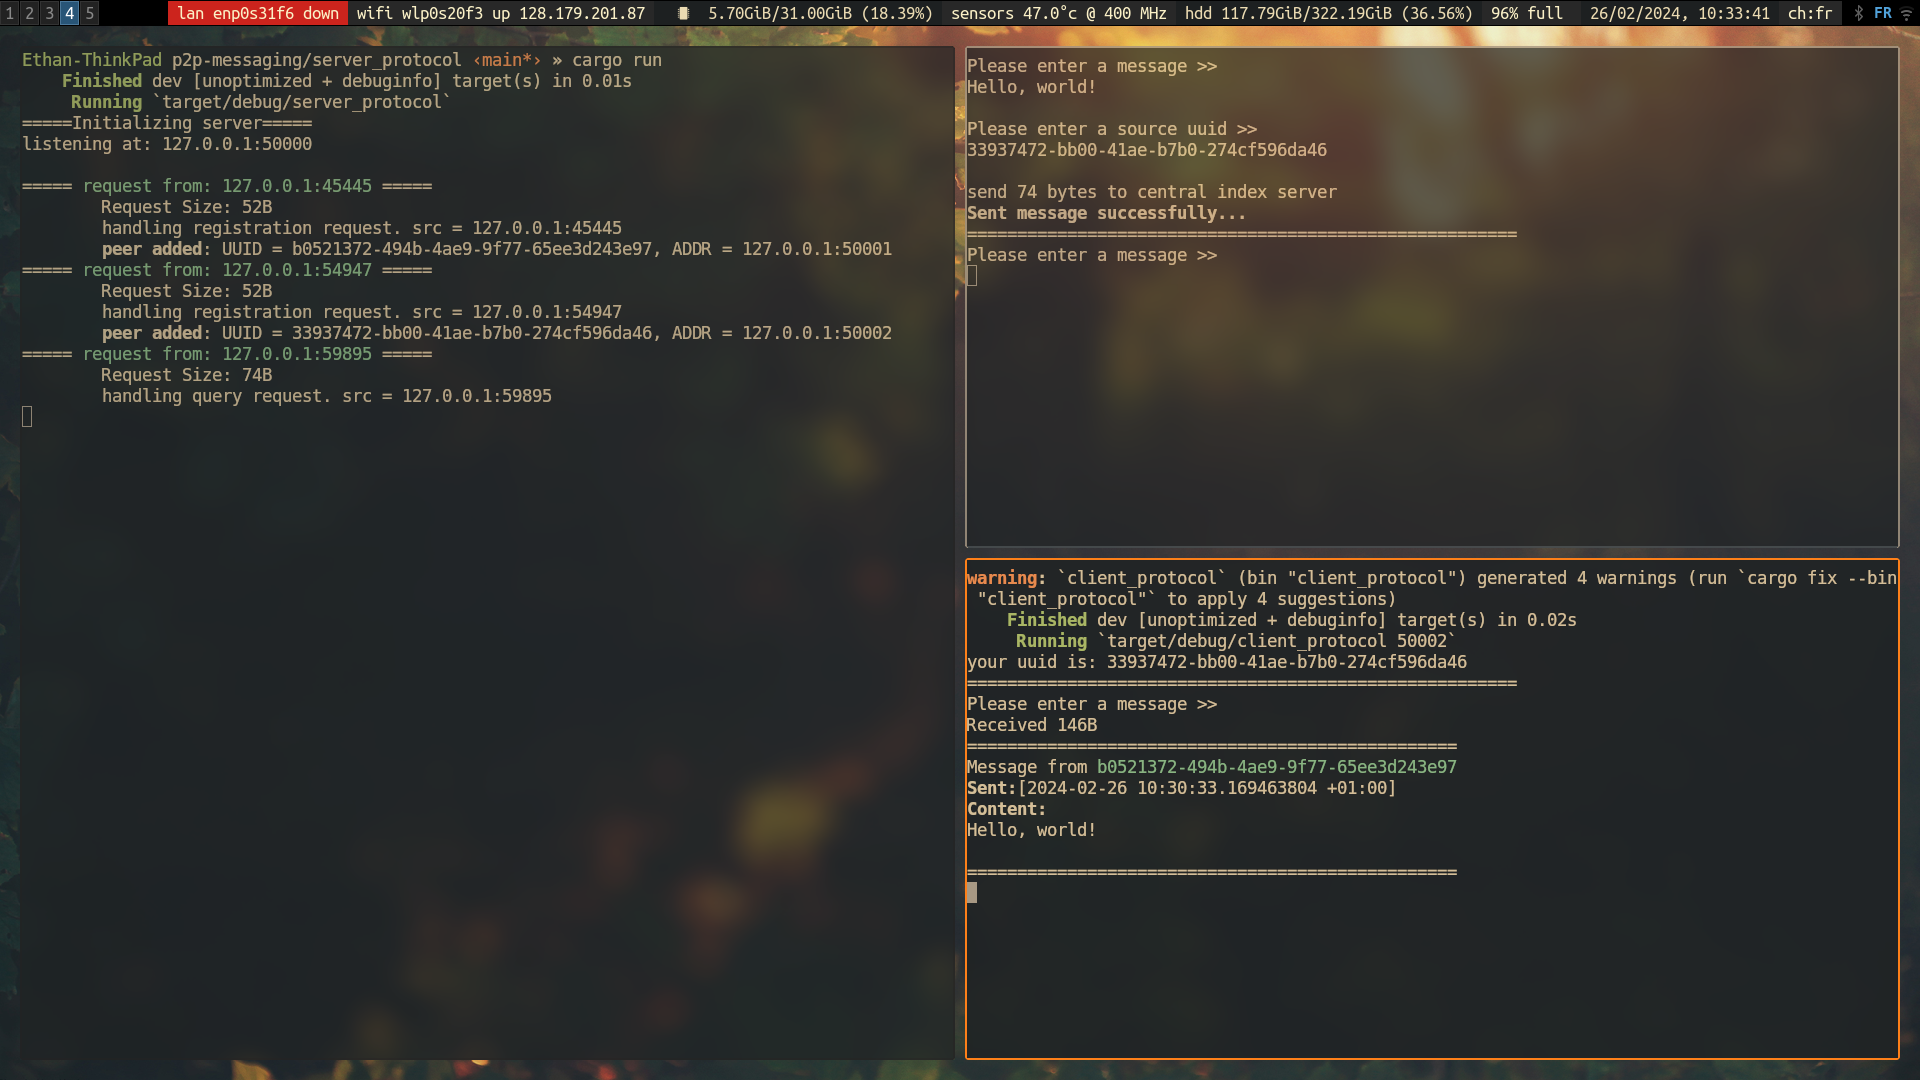 1 2 3 4 5 lan enp0s31f6 down wifi wlp0s20f3 up 128.179.201.87 5.70GiB/31.00GiB (18.39%) sensors 47.0°c @ 400 MHz hdd 117.79GiB/322.19GiB (36.56%) 96% full 26/02/2024, 10:33:41 ch:fr FR
Ethan-ThinkPad p2p-messaging/server_protocol ‹main*› » cargo run
Finished dev [unoptimized + debuginfo] target(s) in 0.01s
Running `target/debug/server_protocol`
=====Initializing server=====
listening at: 127.0.0.1:50000
===== request from: 127.0.0.1:45445 =====
Request Size: 52B
handling registration request. src = 127.0.0.1:45445
peer added: UUID = b0521372-494b-4ae9-9f77-65ee3d243e97, ADDR = 127.0.0.1:50001
===== request from: 127.0.0.1:54947 =====
Request Size: 52B
handling registration request. src = 127.0.0.1:54947
peer added: UUID = 33937472-bb00-41ae-b7b0-274cf596da46, ADDR = 127.0.0.1:50002
===== request from: 127.0.0.1:59895 =====
Request Size: 74B
handling query request. src = 127.0.0.1:59895
Please enter a message >>
Hello, world!
Please enter a source uuid >>
33937472-bb00-41ae-b7b0-274cf596da46
send 74 bytes to central index server
Sent message successfully...
=======================================================
Please enter a message >>
warning: `client_protocol` (bin "client_protocol") generated 4 warnings (run `cargo fix --bin
"client_protocol"` to apply 4 suggestions)
Finished dev [unoptimized + debuginfo] target(s) in 0.02s
Running `target/debug/client_protocol 50002`
your uuid is: 33937472-bb00-41ae-b7b0-274cf596da46
=======================================================
Please enter a message >>
Received 146B
=================================================
Message from b0521372-494b-4ae9-9f77-65ee3d243e97
Sent:[2024-02-26 10:30:33.169463804 +01:00]
Content:
Hello, world!
=================================================